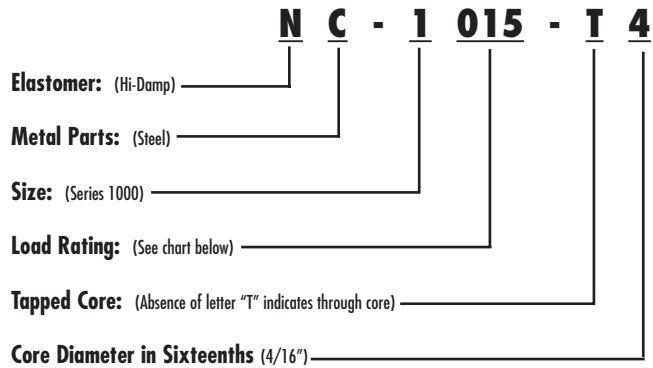 N C - 1 015 - T 4
Elastomer: (Hi-Damp)
Metal Parts: (Steel)
Size: (Series 1000)
Load Rating: (See chart below)
Tapped Core: (Absence of letter “T” indicates through core)
Core Diameter in Sixteenths (4/16”)